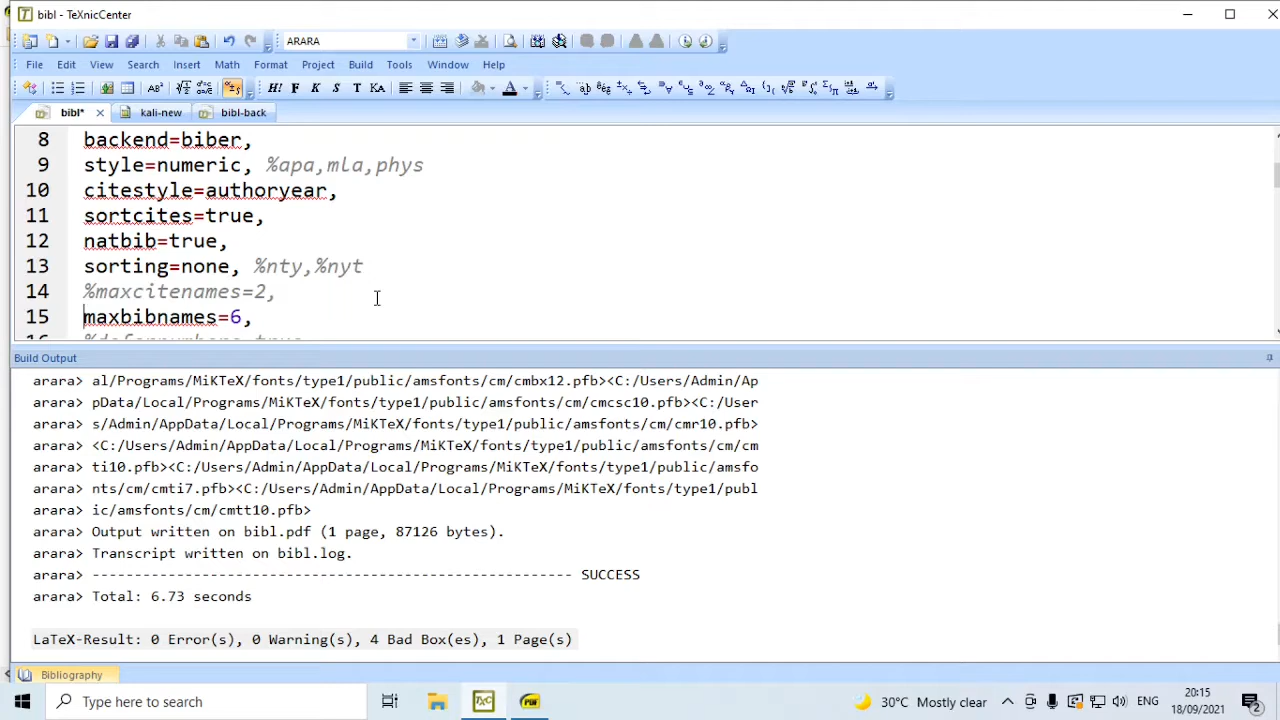 bibl - TeXnicCenter
ARARA
File Edit View Search Insert Math Format Project Build Tools Window Help
bibl* kali-new bibl-back
8 backend=biber,
9 style=numeric, %apa,mla,phys
10 citestyle=authoryear,
11 sortcites=true,
12 natbib=true,
13 sorting=none, %nty,%nyt
14 %maxcitenames=2,
15 maxbibnames=6,
Build Output
arara> al/Programs/MiKTeX/fonts/type1/public/amsfonts/cm/cmbx12.pfb><C:/Users/Admin/Ap
arara> pData/Local/Programs/MiKTeX/fonts/type1/public/amsfonts/cm/cmcsc10.pfb><C:/User
arara> s/Admin/AppData/Local/Programs/MiKTeX/fonts/type1/public/amsfonts/cm/cmr10.pfb>
arara> <C:/Users/Admin/AppData/Local/Programs/MiKTeX/fonts/type1/public/amsfonts/cm/cm
arara> ti10.pfb><C:/Users/Admin/AppData/Local/Programs/MiKTeX/fonts/type1/public/amsfo
arara> nts/cm/cmti7.pfb><C:/Users/Admin/AppData/Local/Programs/MiKTeX/fonts/type1/publ
arara> ic/amsfonts/cm/cmtt10.pfb>
arara> Output written on bibl.pdf (1 page, 87126 bytes).
arara> Transcript written on bibl.log.
arara> --------------------------------------------------------- SUCCESS
arara> Total: 6.73 seconds
LaTeX-Result: 0 Error(s), 0 Warning(s), 4 Bad Box(es), 1 Page(s)
Bibliography
Type here to search
30°C Mostly clear
ENG
20:15
18/09/2021
2